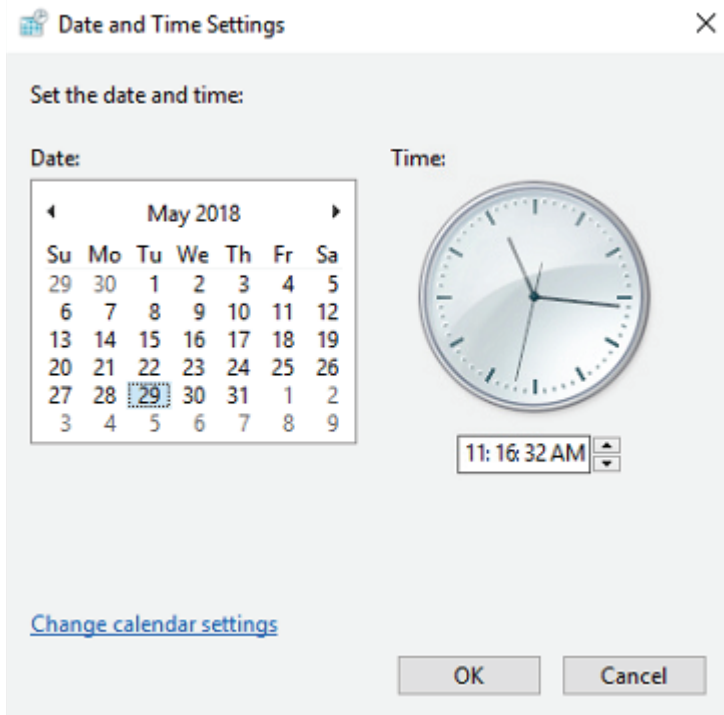 Date and Time Settings
Set the date and time:
Date:
Time:
May 2018
Su Mo Tu We Th Fr Sa
29 30 1 2 3 4 5
6 7 8 9 10 11 12
13 14 15 16 17 18 19
20 21 22 23 24 25 26
27 28 29 30 31 1 2
3 4 5 6 7 8 9
11: 16: 32 AM
Change calendar settings
OK Cancel